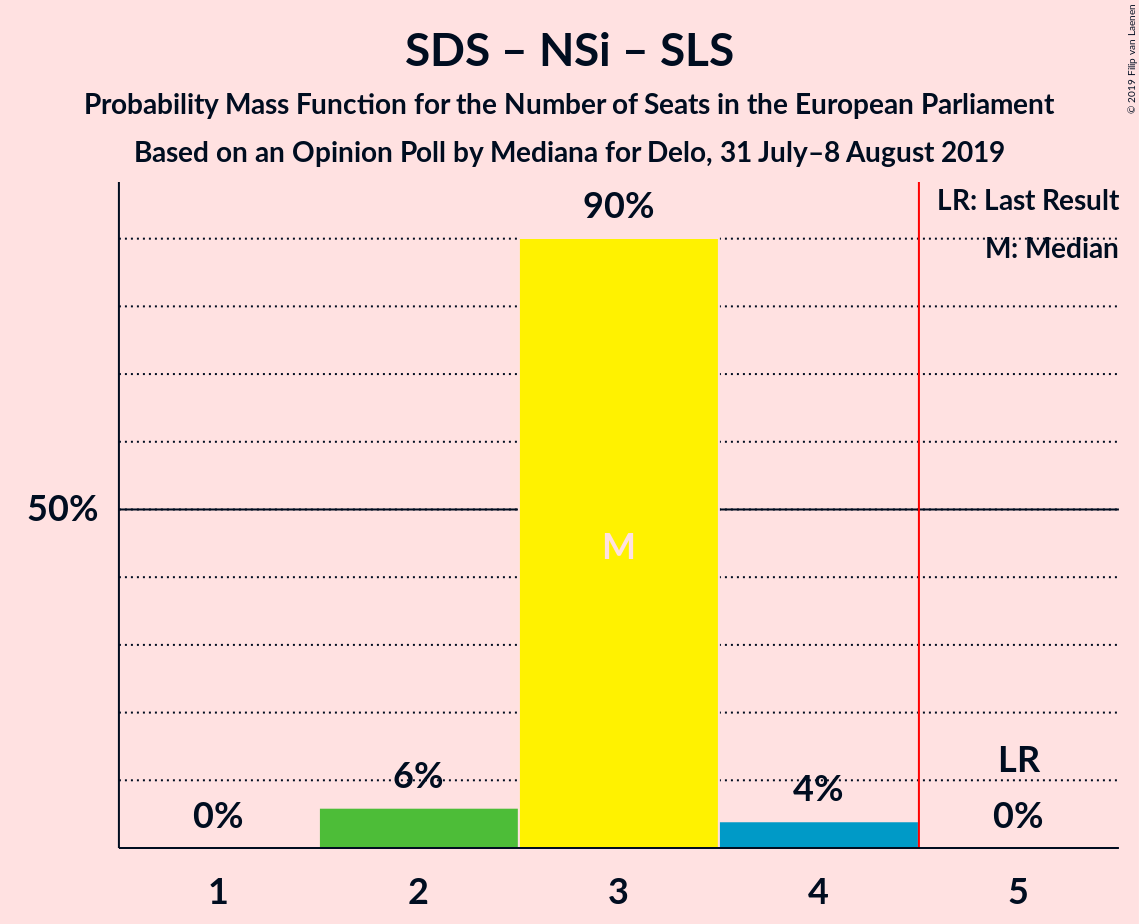 SDS – NSi – SLS
Probability Mass Function for the Number of Seats in the European Parliament
Based on an Opinion Poll by Mediana for Delo, 31 July–8 August 2019
© 2019 Filip van Laenen
LR: Last Result
M: Median
90%
50%
M
LR
0%
6%
4%
0%
1 2 3 4 5